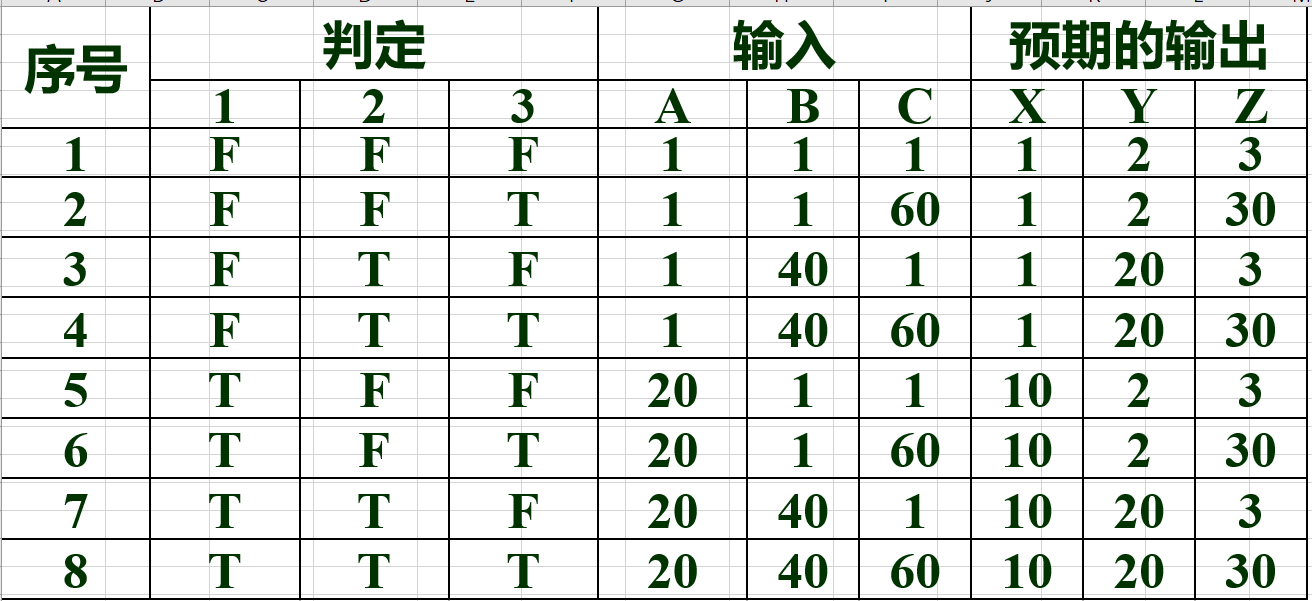 序号 判定 输入 预期的输出
1 2 3 A B C X Y Z
1 F F F 1 1 1 1 2 3
2 F F T 1 1 60 1 2 30
3 F T F 1 40 1 1 20 3
4 F T T 1 40 60 1 20 30
5 T F F 20 1 1 10 2 3
6 T F T 20 1 60 10 2 30
7 T T F 20 40 1 10 20 3
8 T T T 20 40 60 10 20 30